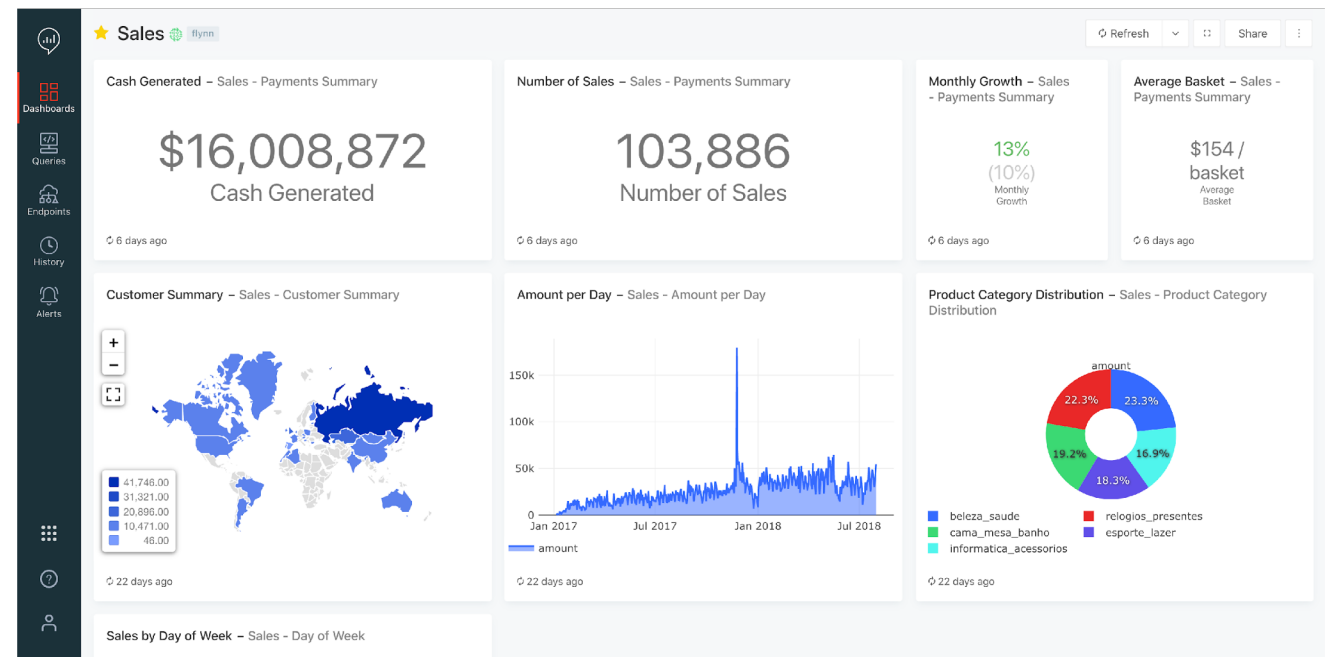 Sales flynn
Refresh
Share
Dashboards
Queries
Endpoints
History
Alerts
Cash Generated – Sales - Payments Summary
$16,008,872
Cash Generated
6 days ago
Number of Sales – Sales - Payments Summary
103,886
Number of Sales
6 days ago
Monthly Growth – Sales
- Payments Summary
13%
(10%)
Monthly
Growth
6 days ago
Average Basket – Sales -
Payments Summary
$154 /
basket
Average
Basket
6 days ago
Customer Summary – Sales - Customer Summary
+
−
41,746.00
31,321.00
20,896.00
10,471.00
46.00
22 days ago
Amount per Day – Sales - Amount per Day
150k
100k
50k
0
Jan 2017 Jul 2017 Jan 2018 Jul 2018
amount
22 days ago
Product Category Distribution – Sales - Product Category
Distribution
amount
22.3% 23.3%
19.2% 16.9%
18.3%
beleza_saude relogios_presentes
cama_mesa_banho esporte_lazer
informatica_acessorios
22 days ago
Sales by Day of Week – Sales - Day of Week